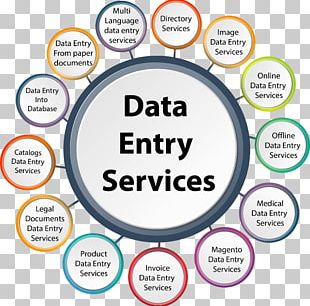 Data
Entry
Services
Multi
Language
data entry
services
Directory
Services
Image
Data Entry
Services
Online
Data Entry
Services
Offline
Data Entry
Services
Medical
Data Entry
Services
Magento
Data Entry
Services
Invoice
Data Entry
Services
Product
Data Entry
Services
Legal
Documents
Data Entry
Services
Catalogs
Data Entry
Services
Data Entry
Into
Database
Data Entry
From paper
documents